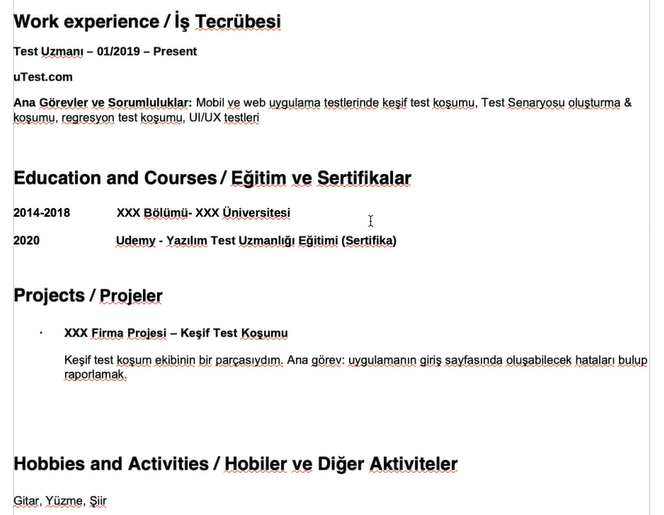 Work experience / İş Tecrübesi
Test Uzmanı – 01/2019 – Present
uTest.com
Ana Görevler ve Sorumluluklar: Mobil ve web uygulama testlerinde keşif test koşumu, Test Senaryosu oluşturma &
koşumu, regresyon test koşumu, UI/UX testleri
Education and Courses / Eğitim ve Sertifikalar
2014-2018 XXX Bölümü- XXX Üniversitesi
2020 Udemy - Yazılım Test Uzmanlığı Eğitimi (Sertifika)
Projects / Projeler
· XXX Firma Projesi – Keşif Test Koşumu
Keşif test koşum ekibinin bir parçasıydım. Ana görev: uygulamanın giriş sayfasında oluşabilecek hataları bulup
raporlamak.
Hobbies and Activities / Hobiler ve Diğer Aktiviteler
Gitar, Yüzme, Şiir